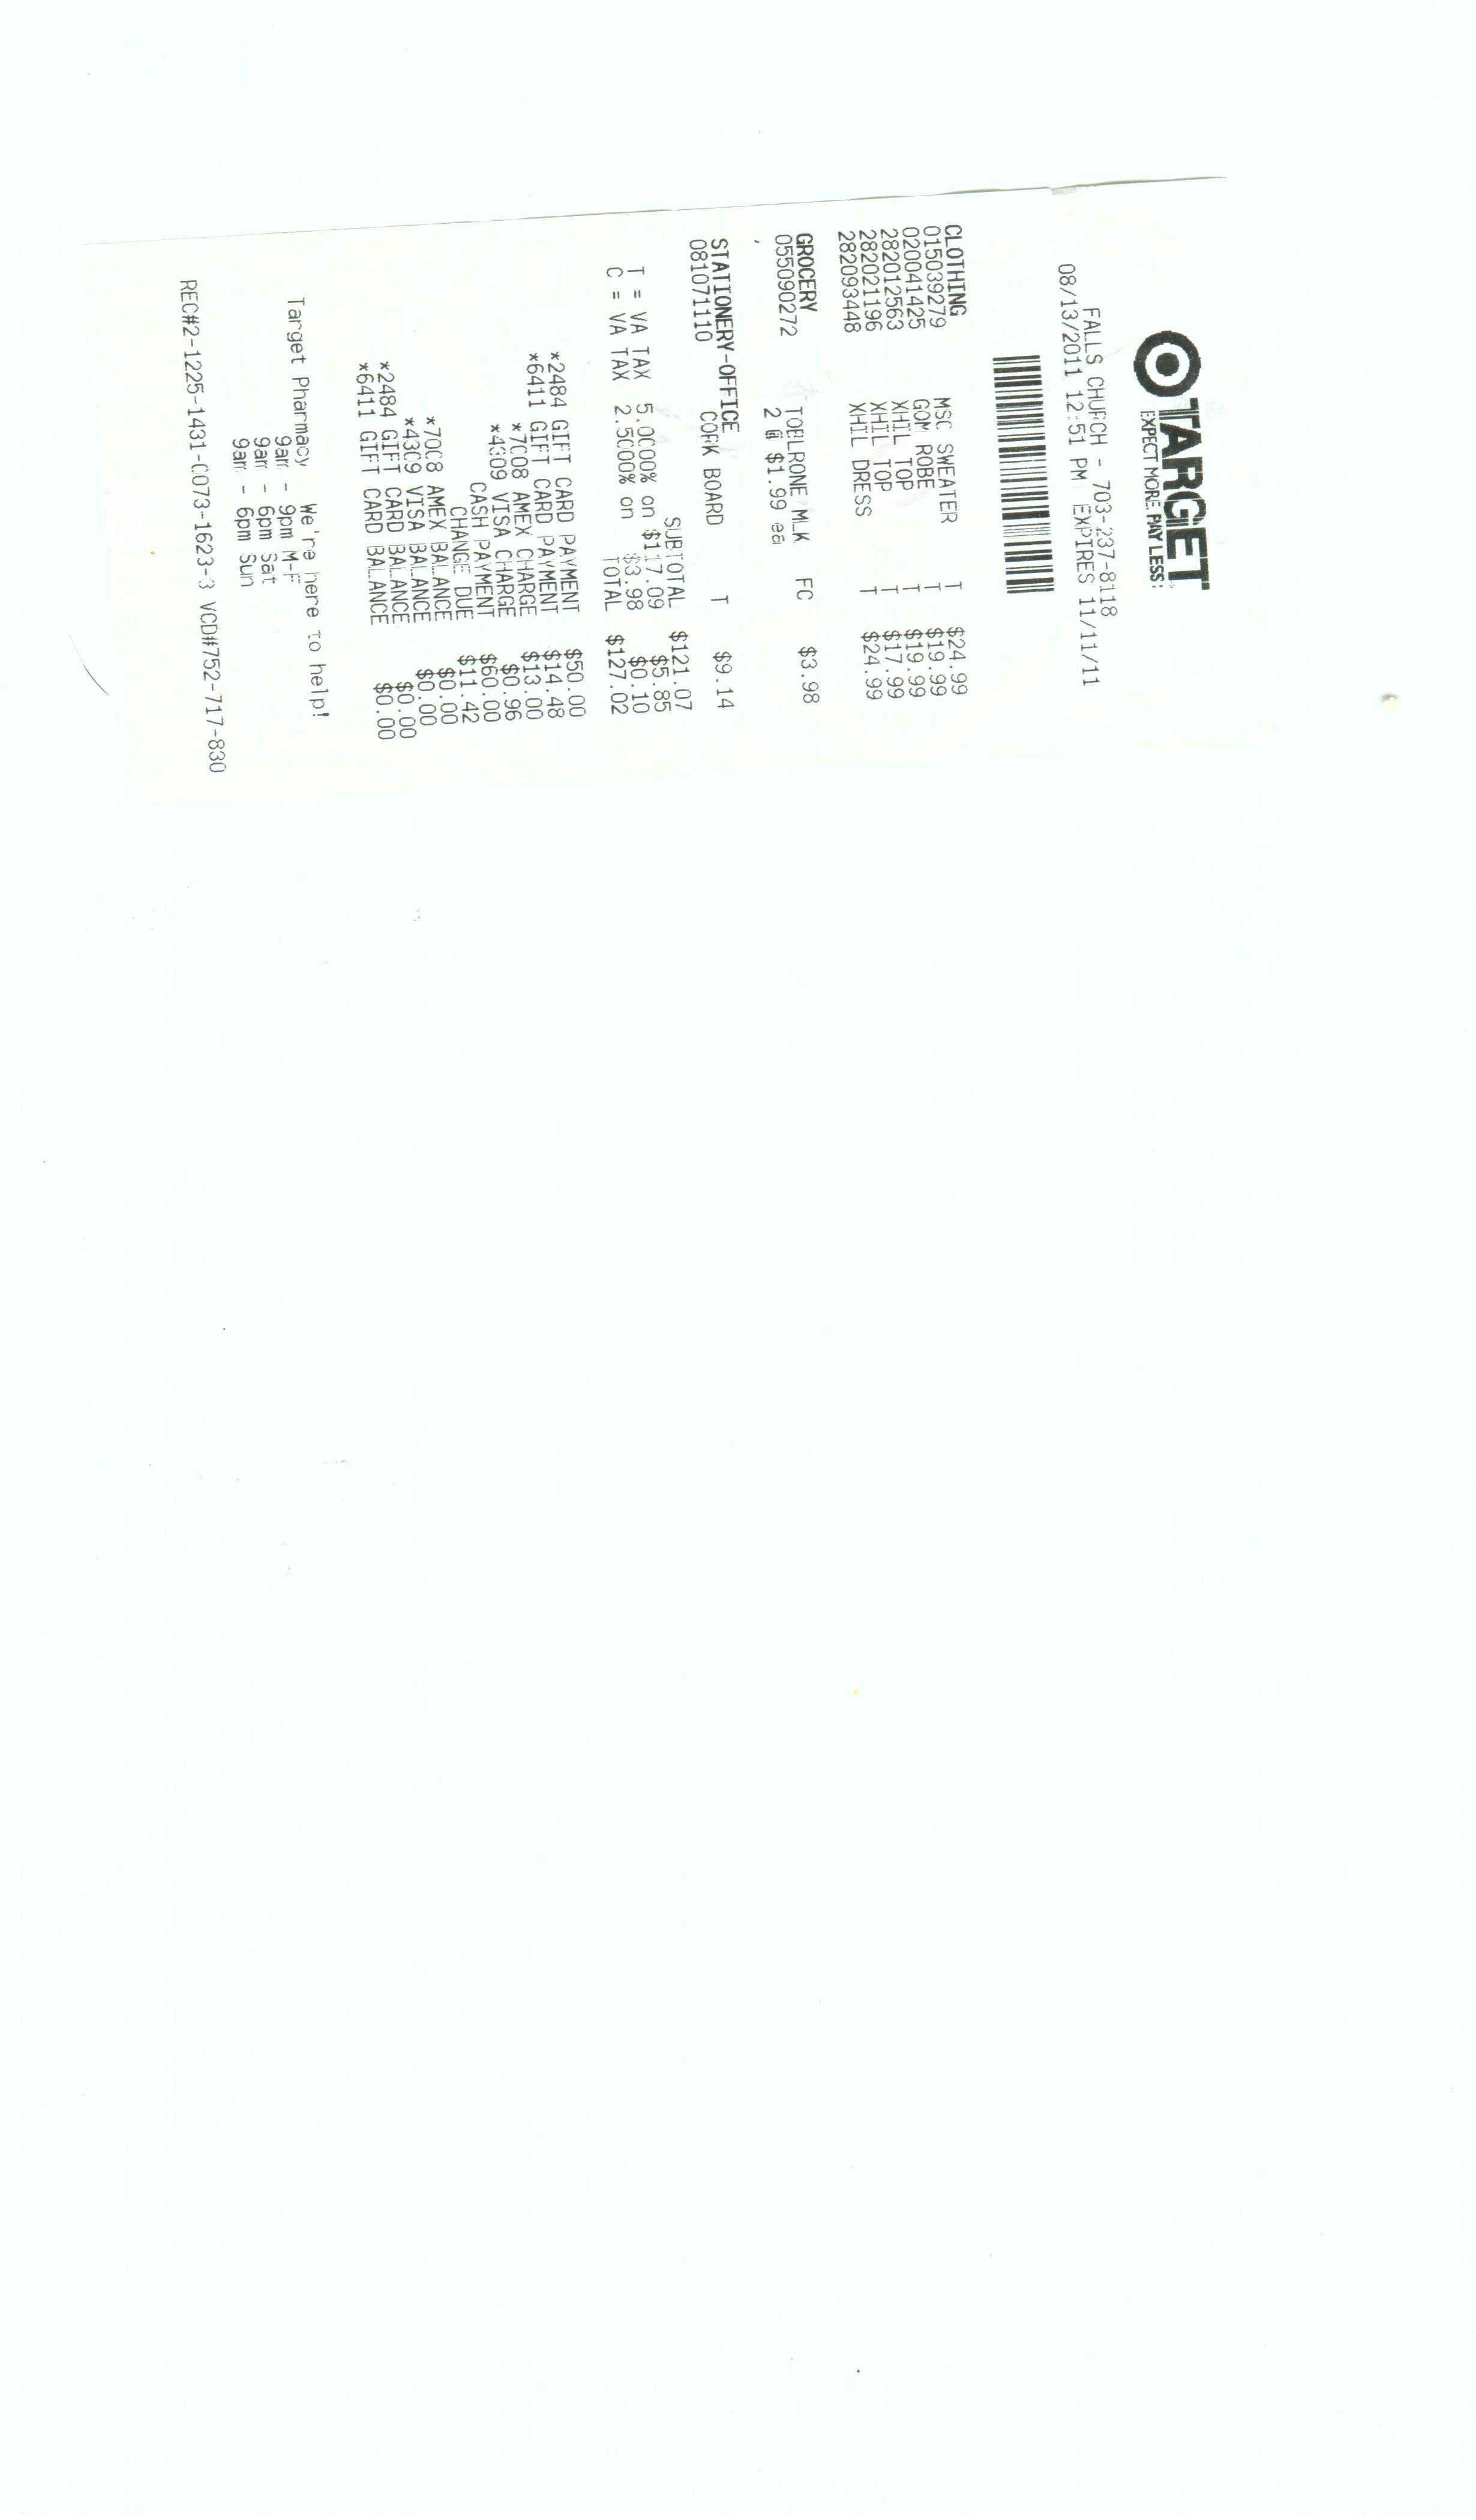 TARGET
EXPECT MORE. PAY LESS.
FALLS CHURCH - 703-237-8118
08/13/2011 12:51 PM EXPIRES 11/11/11
CLOTHING
015039279 MSC SWEATER T $24.99
020041425 GOM ROBE T $19.99
282012563 XHIL TOP T $19.99
282021196 XHIL TOP T $17.99
282093448 XHIL DRESS T $24.99
GROCERY
055090272 TOBLRONE MLK FC $3.98
2 @ $1.99 ea
STATIONERY-OFFICE
081071110 CORK BOARD T $9.14
SUBTOTAL $121.07
T = VA TAX 5.0000% on $117.09 $5.85
C = VA TAX 2.5000% on $3.98 $0.10
TOTAL $127.02
*2484 GIFT CARD PAYMENT $50.00
*6411 GIFT CARD PAYMENT $14.48
*7008 AMEX CHARGE $13.00
*4309 VISA CHARGE $0.96
CASH PAYMENT $60.00
CHANGE DUE $11.42
*7008 AMEX BALANCE $0.00
*4309 VISA BALANCE $0.00
*2484 GIFT CARD BALANCE $0.00
*6411 GIFT CARD BALANCE $0.00
We're here to help!
Target Pharmacy
9am - 9pm M-F
9am - 6pm Sat
9am - 6pm Sun
REC#2-1225-1431-0073-1623-3 VCD#752-717-830